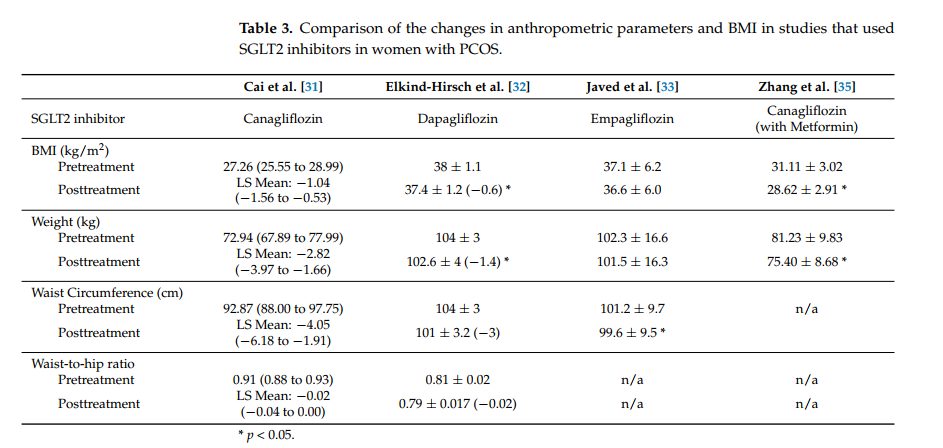 Table 3. Comparison of the changes in anthropometric parameters and BMI in studies that used
SGLT2 inhibitors in women with PCOS.
Cai et al. [31] Elkind-Hirsch et al. [32] Javed et al. [33] Zhang et al. [35]
SGLT2 inhibitor Canagliflozin Dapagliflozin Empagliflozin Canagliflozin
(with Metformin)
BMI (kg/m²)
Pretreatment 27.26 (25.55 to 28.99) 38 ± 1.1 37.1 ± 6.2 31.11 ± 3.02
Posttreatment LS Mean: −1.04
(−1.56 to −0.53) 37.4 ± 1.2 (−0.6) * 36.6 ± 6.0 28.62 ± 2.91 *
Weight (kg)
Pretreatment 72.94 (67.89 to 77.99) 104 ± 3 102.3 ± 16.6 81.23 ± 9.83
Posttreatment LS Mean: −2.82
(−3.97 to −1.66) 102.6 ± 4 (−1.4) * 101.5 ± 16.3 75.40 ± 8.68 *
Waist Circumference (cm)
Pretreatment 92.87 (88.00 to 97.75) 104 ± 3 101.2 ± 9.7 n/a
Posttreatment LS Mean: −4.05
(−6.18 to −1.91) 101 ± 3.2 (−3) 99.6 ± 9.5 *
Waist-to-hip ratio
Pretreatment 0.91 (0.88 to 0.93) 0.81 ± 0.02 n/a n/a
Posttreatment LS Mean: −0.02
(−0.04 to 0.00) 0.79 ± 0.017 (−0.02) n/a n/a
* p < 0.05.